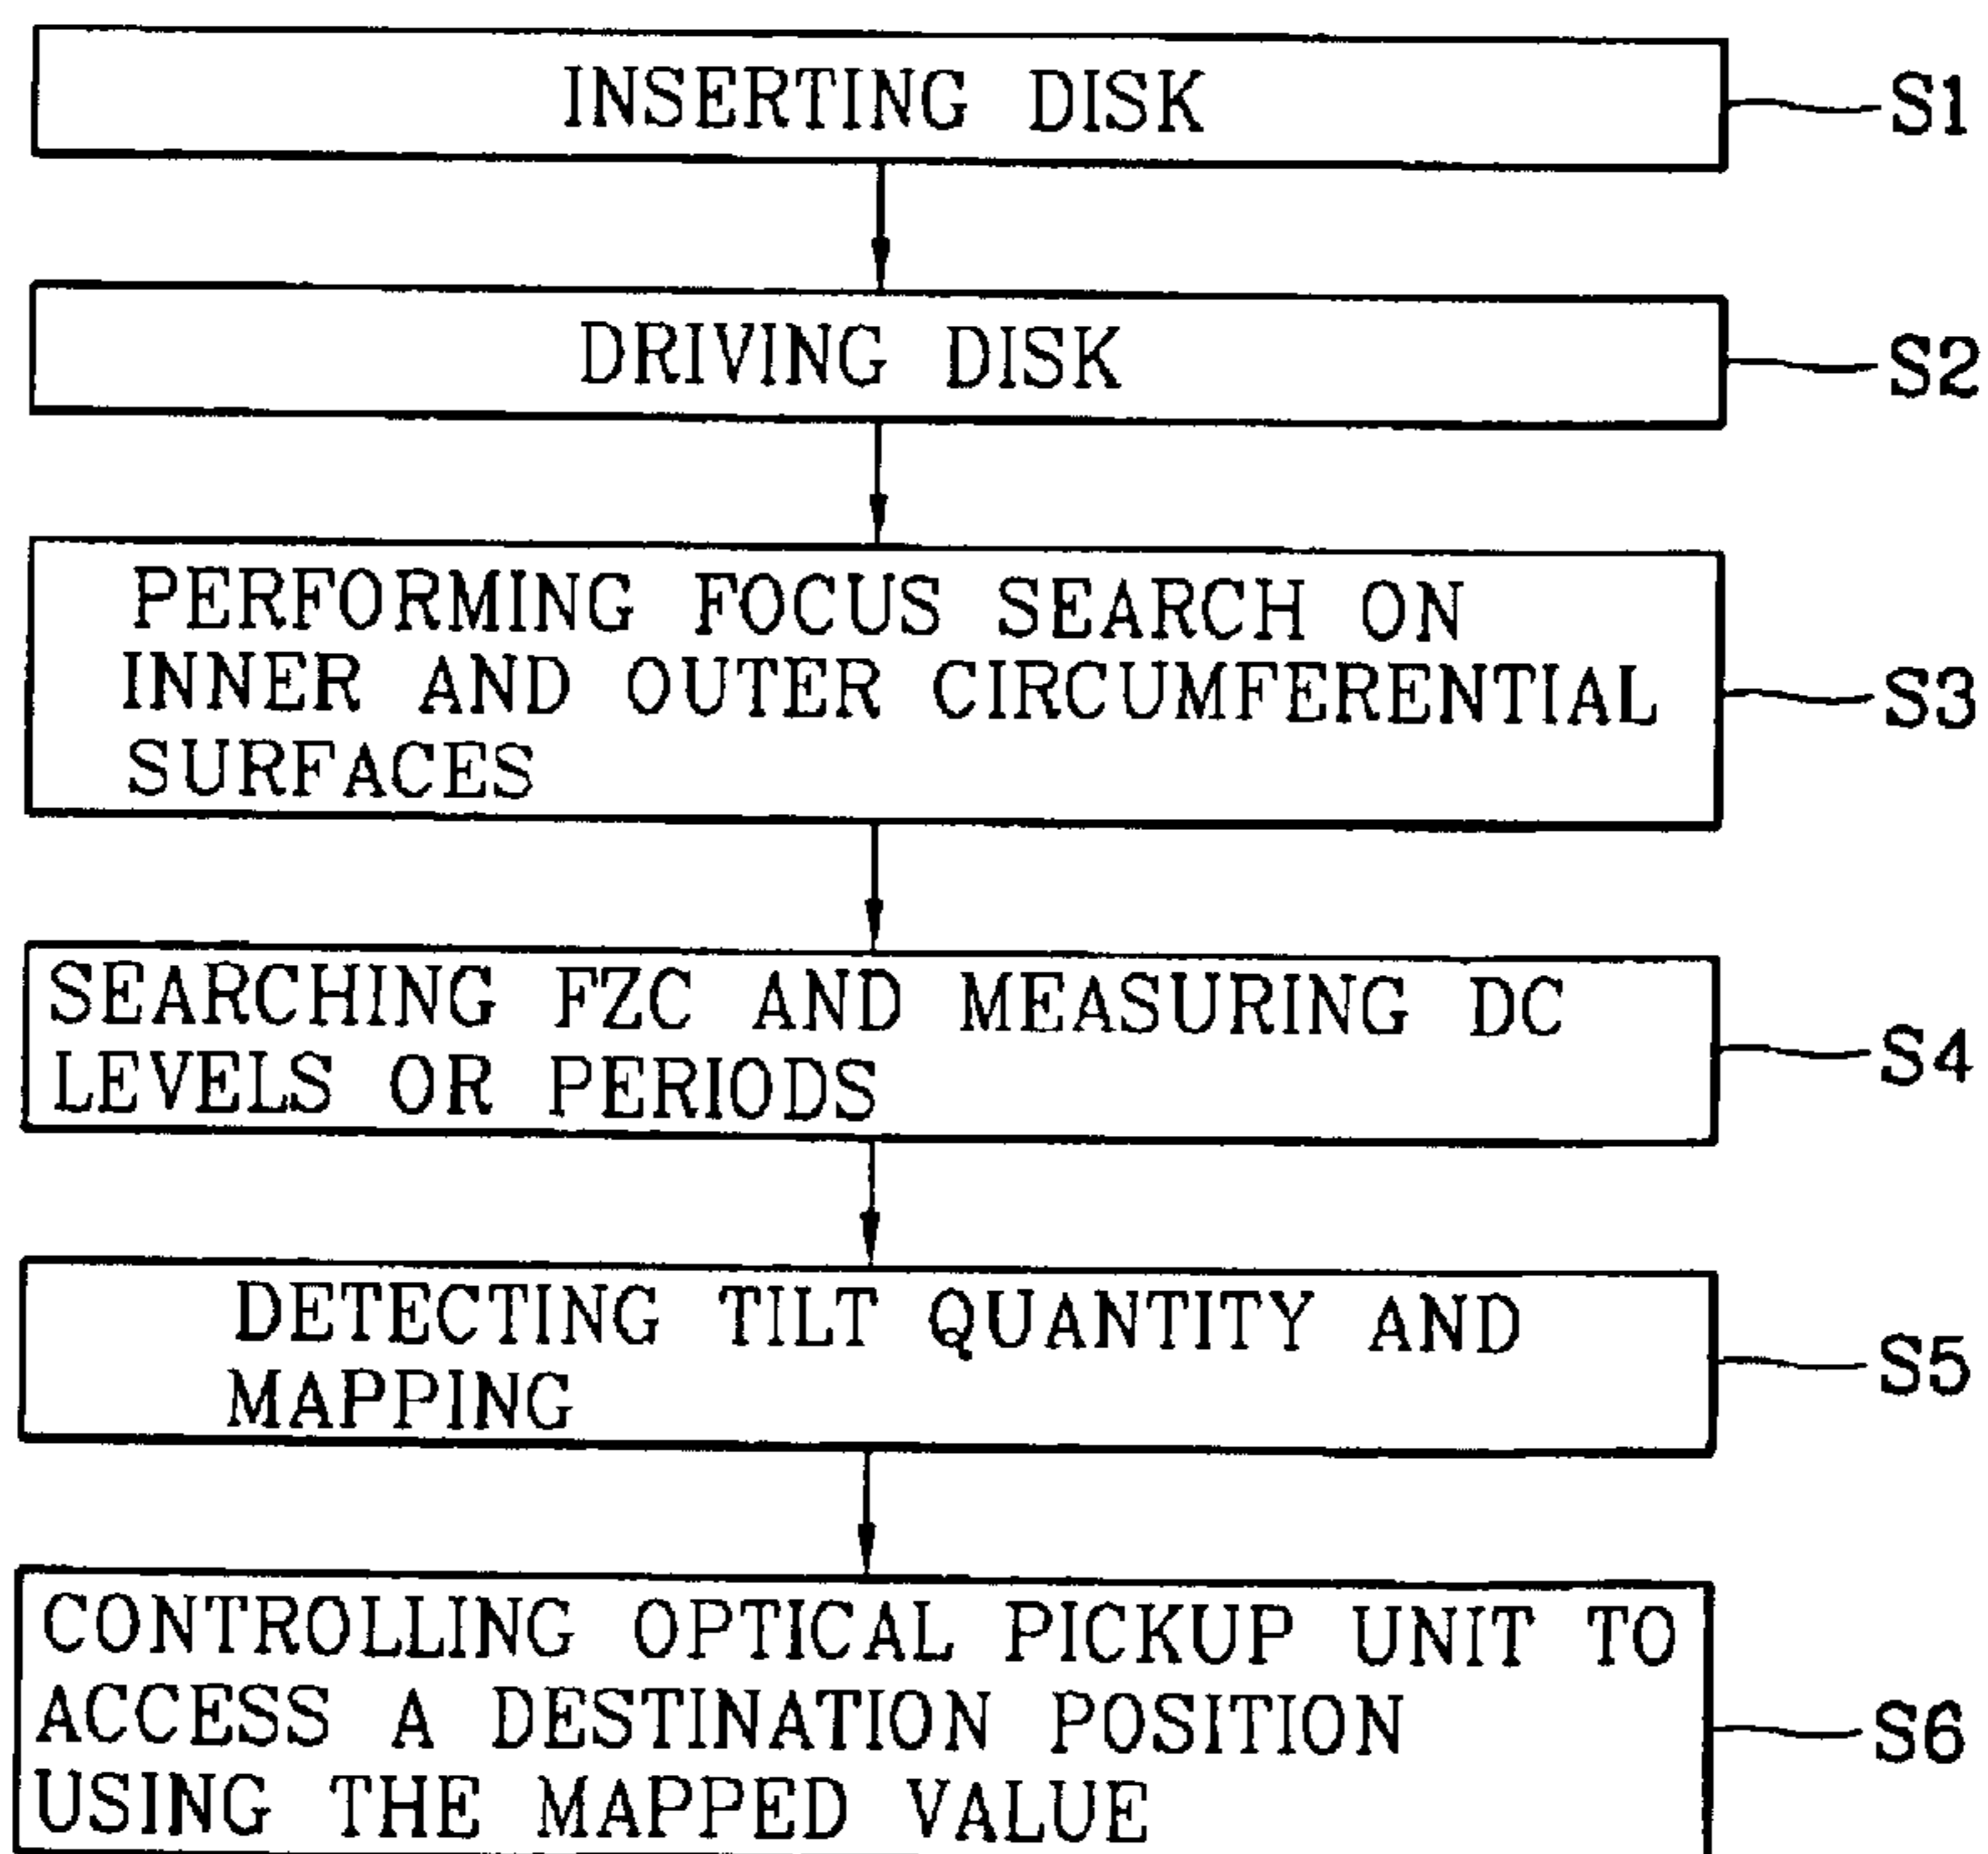 INSERTING DISK
S1
DRIVING DISK
S2
PERFORMING FOCUS SEARCH ON
INNER AND OUTER CIRCUMFERENTIAL
SURFACES
S3
SEARCHING FZC AND MEASURING DC
LEVELS OR PERIODS
S4
DETECTING TILT QUANTITY AND
MAPPING
S5
CONTROLLING OPTICAL PICKUP UNIT TO
ACCESS A DESTINATION POSITION
USING THE MAPPED VALUE
S6